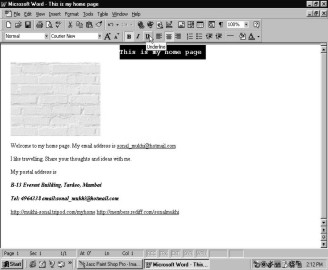 Microsoft Word - This is my home page
File Edit View Insert Format Tools Table Window Help
100%
Normal Courier New B I U
Underline
This is my home page
Welcome to my home page. My email address is sonal_mukhi@hotmail.com
I like travelling. Share your thoughts and ideas with me.
My postal address is
B-11 Everest Building, Tardeo, Mumbai
Tel: 4964133 email:sonal_mukhi@hotmail.com
http://mukhi-sonal.tripod.com/myhome http://members.rediff.com/sonalmukhi
Page 1 Sec 1 1/1 At 0" Ln Col 1
Start Jasc Paint Shop Pro - Ima... Microsoft Word - This... 2:12 PM